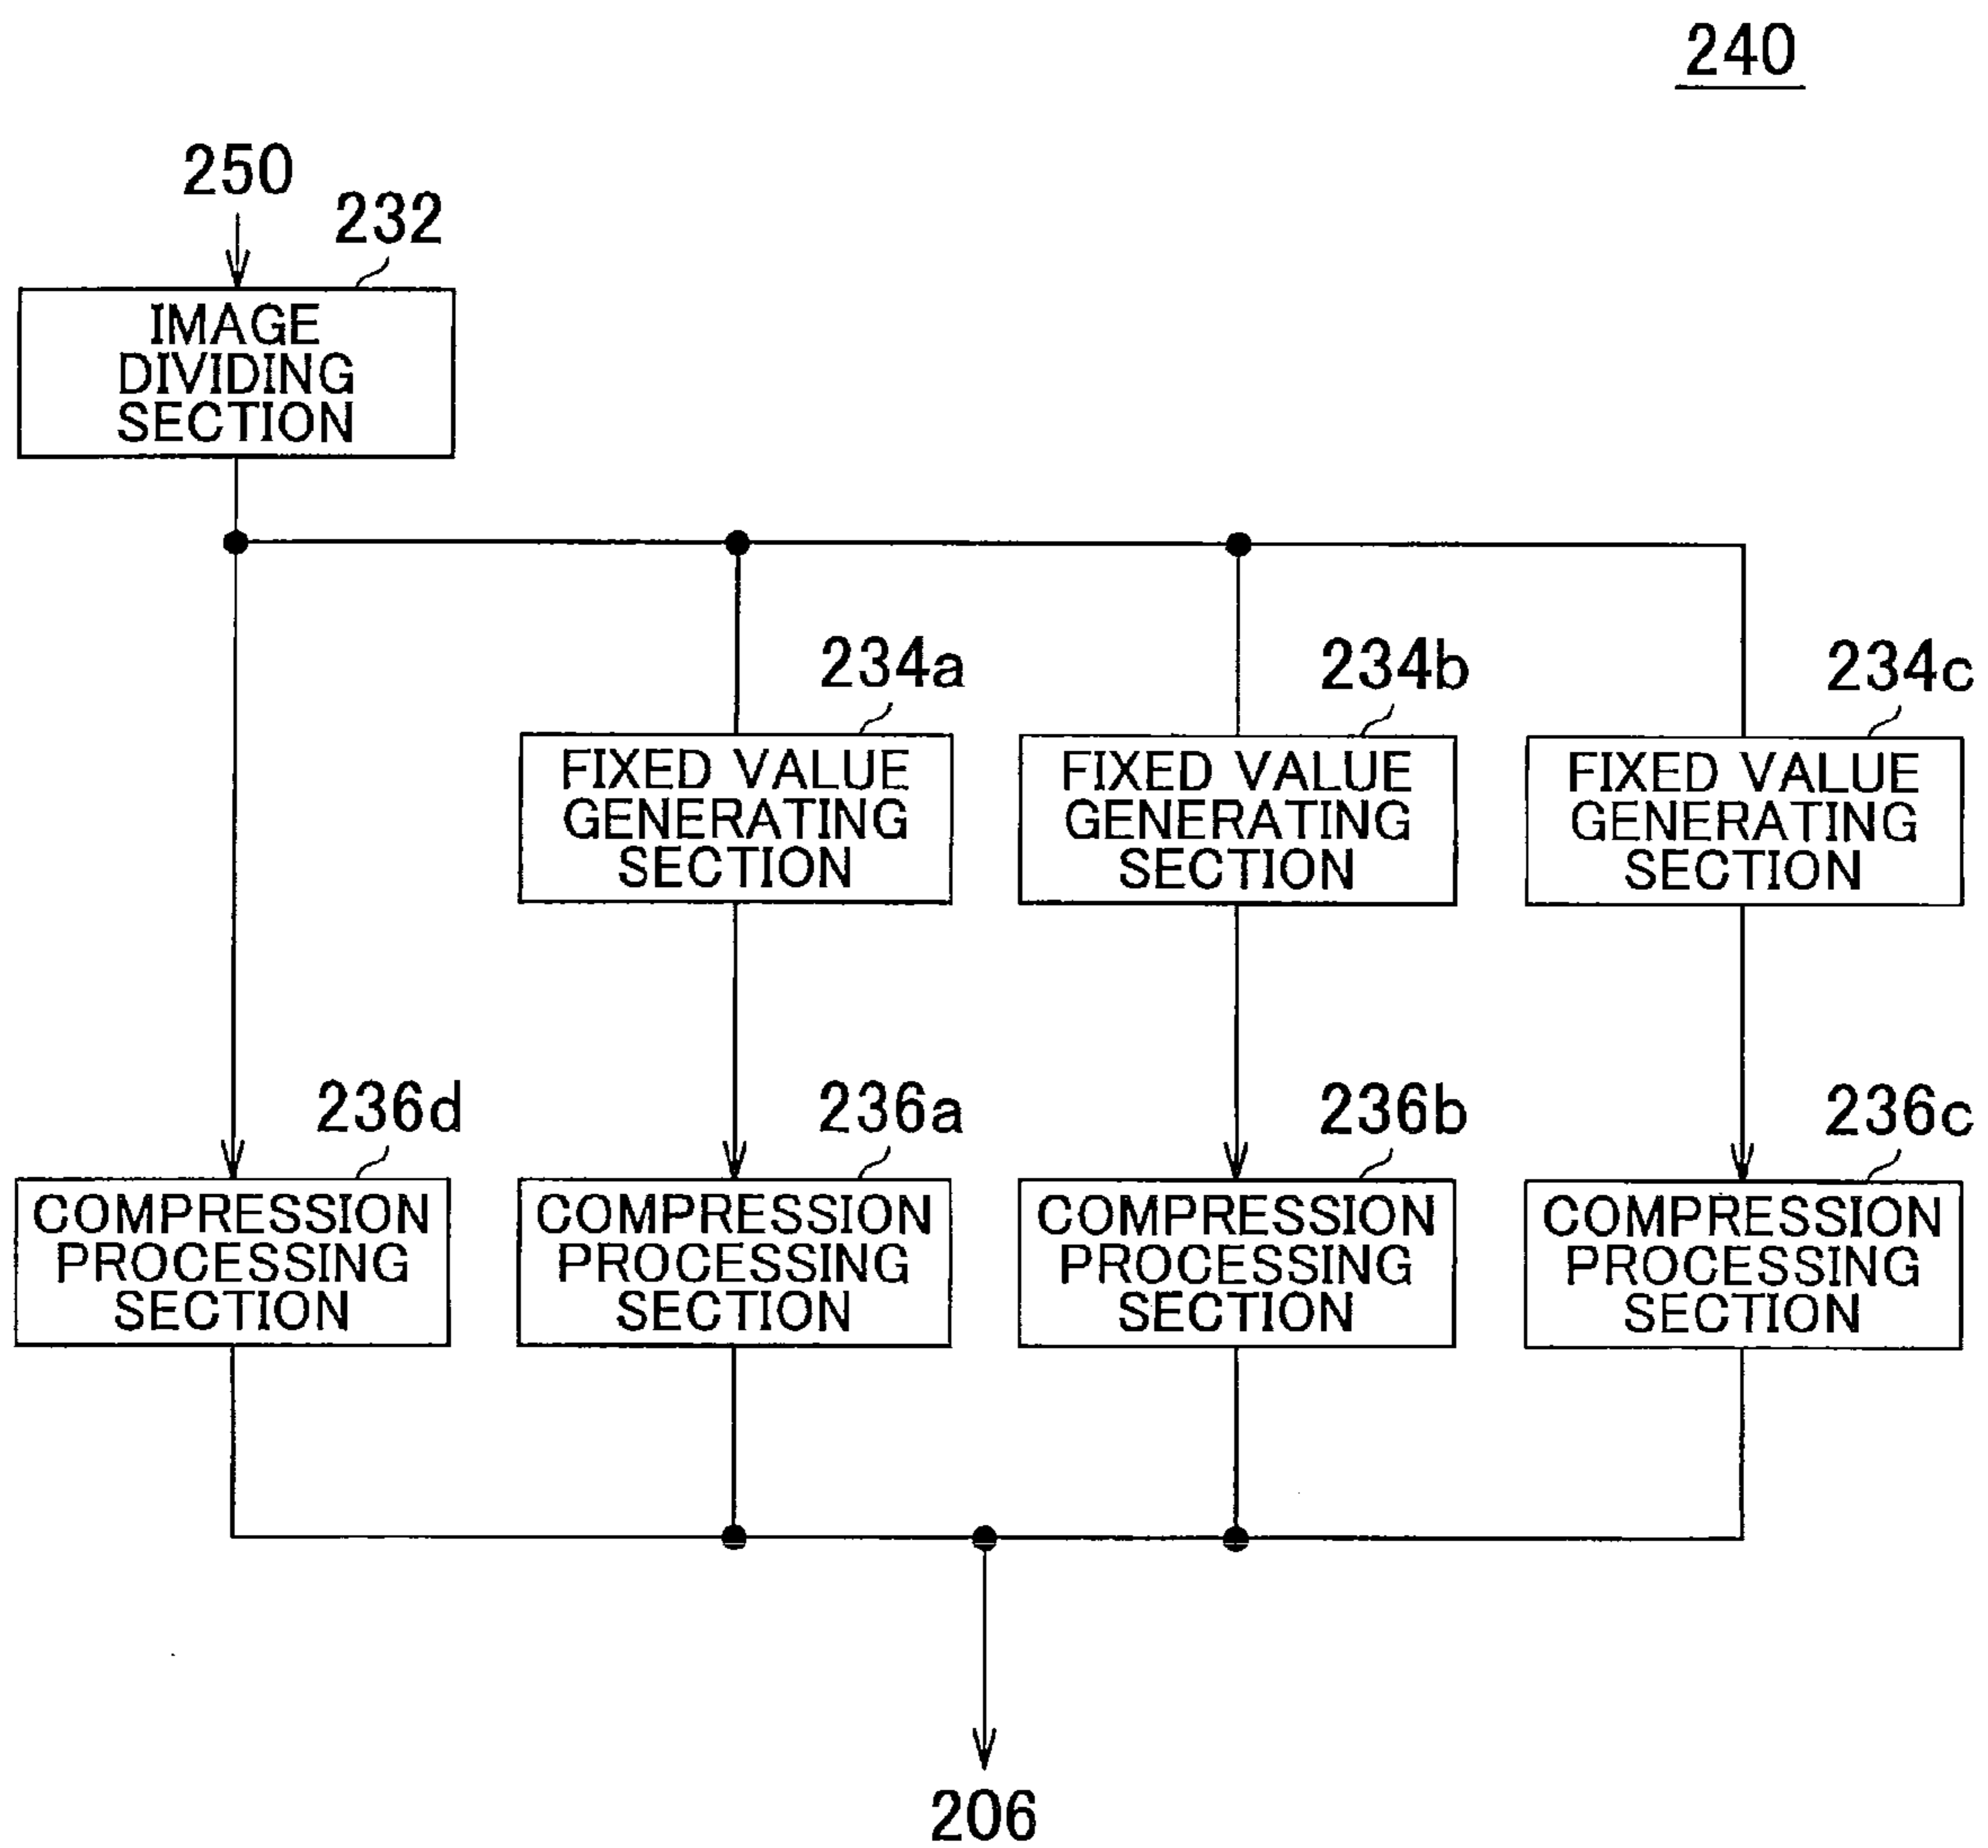 240
250
232
IMAGE
DIVIDING
SECTION
234a
234b
234c
FIXED VALUE
GENERATING
SECTION
FIXED VALUE
GENERATING
SECTION
FIXED VALUE
GENERATING
SECTION
236d
236a
236b
236c
COMPRESSION
PROCESSING
SECTION
COMPRESSION
PROCESSING
SECTION
COMPRESSION
PROCESSING
SECTION
COMPRESSION
PROCESSING
SECTION
206